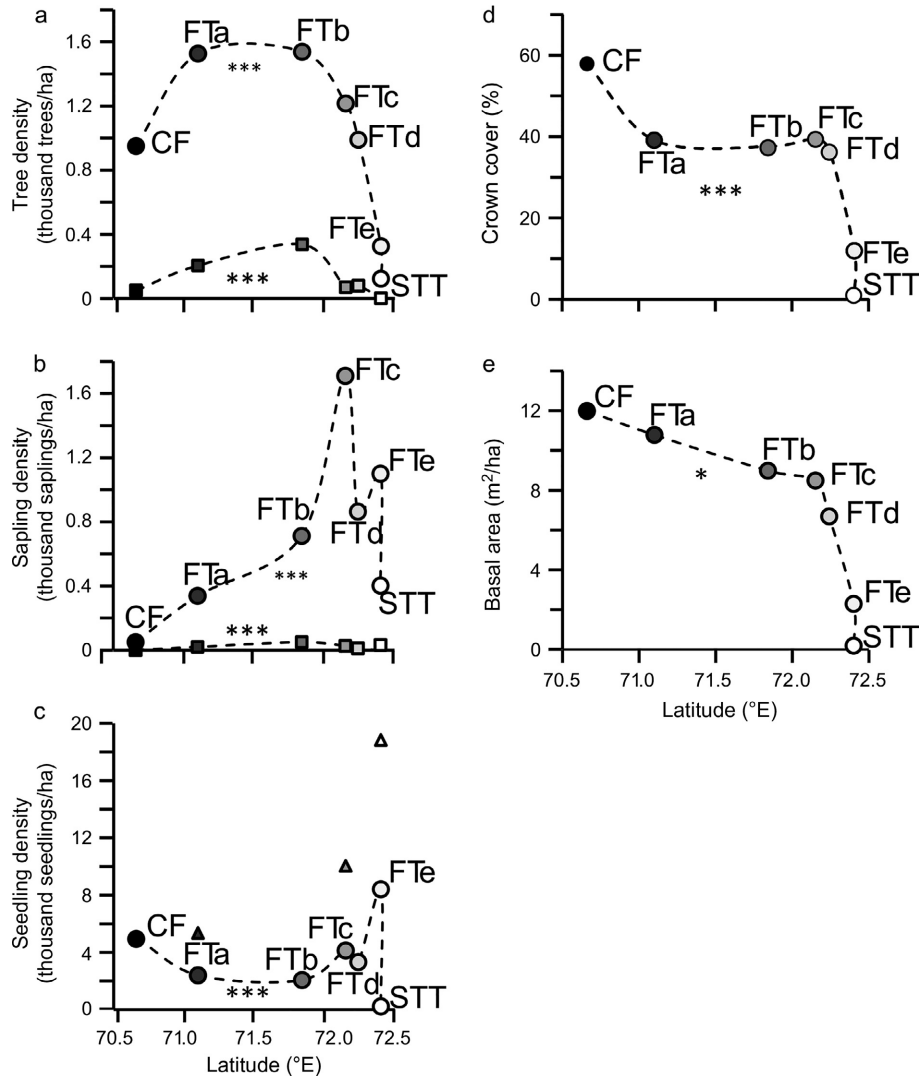 a
Tree density
(thousand trees/ha)
1.6
1.2
0.8
0.4
0
CF
FTa
FTb
FTc
FTd
FTe
STT
***
***
b
Sapling density
(thousand saplings/ha)
1.6
1.2
0.8
0.4
0
CF
FTa
FTb
FTc
FTd
FTe
STT
***
***
c
Seedling density
(thousand seedlings/ha)
20
16
12
8
4
0
CF
FTa
FTb
FTc
FTd
FTe
STT
***
70.5 71.0 71.5 72.0 72.5
Latitude (°E)
d
Crown cover (%)
60
40
20
0
CF
FTa
FTb
FTc
FTd
FTe
STT
***
e
Basal area (m²/ha)
12
8
4
0
CF
FTa
FTb
FTc
FTd
FTe
STT
*
70.5 71.0 71.5 72.0 72.5
Latitude (°E)